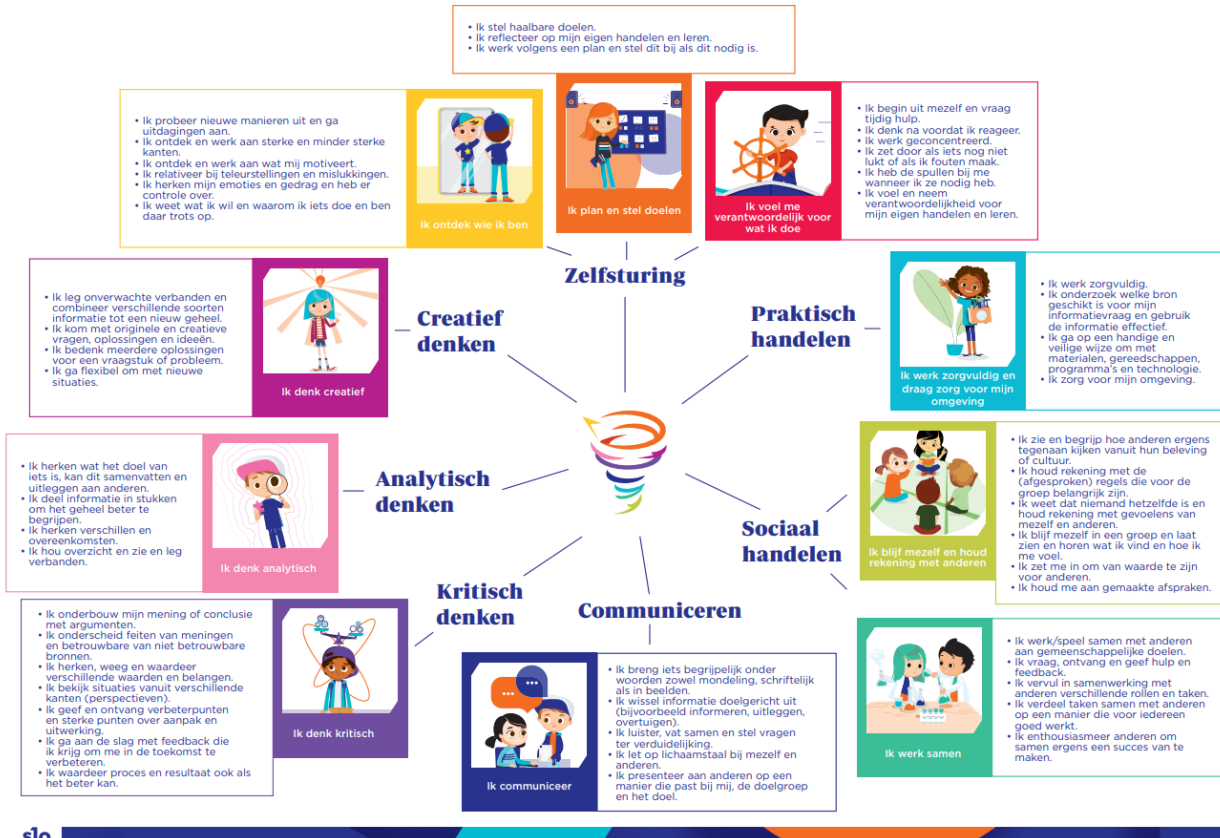 • Ik stel haalbare doelen.
• Ik reflecteer op mijn eigen handelen en leren.
• Ik werk volgens een plan en stel dit bij als dit nodig is.
Ik plan en stel doelen
• Ik probeer nieuwe manieren uit en ga
uitdagingen aan.
• Ik ontdek en werk aan sterke en minder sterke
kanten.
• Ik ontdek en werk aan wat mij motiveert.
• Ik relativeer bij teleurstellingen en mislukkingen.
• Ik herken mijn emoties en gedrag en heb er
controle over.
• Ik weet wat ik wil en waarom ik iets doe en ben
daar trots op.
Ik ontdek wie ik ben
Ik voel me
verantwoordelijk voor
wat ik doe
• Ik begin uit mezelf en vraag
tijdig hulp.
• Ik denk na voordat ik reageer.
• Ik werk geconcentreerd.
• Ik zet door als iets nog niet
lukt of als ik fouten maak.
• Ik heb de spullen bij me
wanneer ik ze nodig heb.
• Ik voel en neem
verantwoordelijkheid voor
mijn eigen handelen en leren.
Zelfsturing
• Ik leg onverwachte verbanden en
combineer verschillende soorten
informatie tot een nieuw geheel.
• Ik kom met originele en creatieve
vragen, oplossingen en ideeën.
• Ik bedenk meerdere oplossingen
voor een vraagstuk of probleem.
• Ik ga flexibel om met nieuwe
situaties.
Ik denk creatief
Creatief
denken
Praktisch
handelen
Ik werk zorgvuldig en
draag zorg voor mijn
omgeving
• Ik werk zorgvuldig.
• Ik onderzoek welke bron
geschikt is voor mijn
informatievraag en gebruik
de informatie effectief.
• Ik ga op een handige en
veilige wijze om met
materialen, gereedschappen,
programma's en technologie.
• Ik zorg voor mijn omgeving.
• Ik herken wat het doel van
iets is, kan dit samenvatten en
uitleggen aan anderen.
• Ik deel informatie in stukken
om het geheel beter te
begrijpen.
• Ik herken verschillen en
overeenkomsten.
• Ik hou overzicht en zie en leg
verbanden.
Ik denk analytisch
Analytisch
denken
Sociaal
handelen
Ik blijf mezelf en houd
rekening met anderen
• Ik zie en begrijp hoe anderen ergens
tegenaan kijken vanuit hun beleving
of cultuur.
• Ik houd rekening met de
(afgesproken) regels die voor de
groep belangrijk zijn.
• Ik weet dat niemand hetzelfde is en
houd rekening met gevoelens van
mezelf en anderen.
• Ik blijf mezelf in een groep en laat
zien en horen wat ik vind en hoe ik
me voel.
• Ik zet me in om van waarde te zijn
voor anderen.
• Ik houd me aan gemaakte afspraken.
• Ik onderbouw mijn mening of conclusie
met argumenten.
• Ik onderscheid feiten van meningen
en betrouwbare van niet betrouwbare
bronnen.
• Ik herken, weeg en waardeer
verschillende waarden en belangen.
• Ik bekijk situaties vanuit verschillende
kanten (perspectieven).
• Ik geef en ontvang verbeterpunten
en sterke punten over aanpak en
uitwerking.
• Ik ga aan de slag met feedback die
ik krijg om me in de toekomst te
verbeteren.
• Ik waardeer proces en resultaat ook als
het beter kan.
Ik denk kritisch
Kritisch
denken
Communiceren
Ik communiceer
• Ik breng iets begrijpelijk onder
woorden zowel mondeling, schriftelijk
als in beelden.
• Ik wissel informatie doelgericht uit
(bijvoorbeeld informeren, uitleggen,
overtuigen).
• Ik luister, vat samen en stel vragen
ter verduidelijking.
• Ik let op lichaamstaal bij mezelf en
anderen.
• Ik presenteer aan anderen op een
manier die past bij mij, de doelgroep
en het doel.
Ik werk samen
• Ik werk/speel samen met anderen
aan gemeenschappelijke doelen.
• Ik vraag, ontvang en geef hulp en
feedback.
• Ik vervul in samenwerking met
anderen verschillende rollen en taken.
• Ik verdeel taken samen met anderen
op een manier die voor iedereen
goed werkt.
• Ik enthousiasmeer anderen om
samen ergens een succes van te
maken.
slo